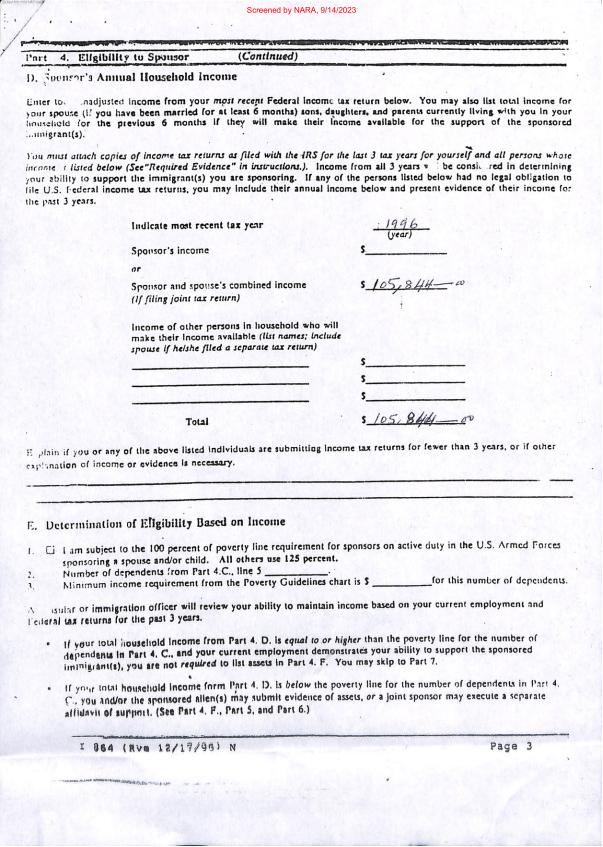 Screened by NARA, 9/14/2023
Part 4. Eligibility to Sponsor (Continued)
D. Sponsor's Annual Household Income
Enter unadjusted income from your most recent Federal income tax return below. You may also list total income for
your spouse (if you have been married for at least 6 months) sons, daughters, and parents currently living with you in your
household for the previous 6 months if they will make their income available for the support of the sponsored
immigrant(s).
You must attach copies of income tax returns as filed with the IRS for the last 3 tax years for yourself and all persons whose
income listed below (See "Required Evidence" in instructions.). Income from all 3 years be in determining
your ability to support the immigrant(s) you are sponsoring. If any of the persons listed below had no legal obligation to
file U.S. Federal income tax returns, you may include their annual income below and present evidence of their income for
the past 3 years.
Indicate most recent tax year 1996
(year)
Sponsor's income $
or
Sponsor and spouse's combined income $ 105,844 00
(If filing joint tax return)
Income of other persons in household who will
make their income available (list names; include
spouse if he/she filed a separate tax return)
$
$
$
Total $ 105,844 00
Explain if you or any of the above listed individuals are submitting income tax returns for fewer than 3 years, or if other
explanation of income or evidence is necessary.
E. Determination of Eligibility Based on Income
1. ☐ I am subject to the 100 percent of poverty line requirement for sponsors on active duty in the U.S. Armed Forces
sponsoring a spouse and/or child. All others use 125 percent.
2. Number of dependents from Part 4.C., line 5 ________.
3. Minimum income requirement from the Poverty Guidelines chart is $ ________ for this number of dependents.
A or immigration officer will review your ability to maintain income based on your current employment and
Federal tax returns for the past 3 years.
• If your total household income from Part 4. D. is equal to or higher than the poverty line for the number of
dependents in Part 4. C., and your current employment demonstrates your ability to support the sponsored
immigrant(s), you are not required to list assets in Part 4. F. You may skip to Part 7.
• If your total household income form Part 4. D. is below the poverty line for the number of dependents in Part 4.
C., you and/or the sponsored alien(s) may submit evidence of assets, or a joint sponsor may execute a separate
affidavit of support. (See Part 4. F., Part 5, and Part 6.)
I 864 (Rvm 12/17/96) N Page 3